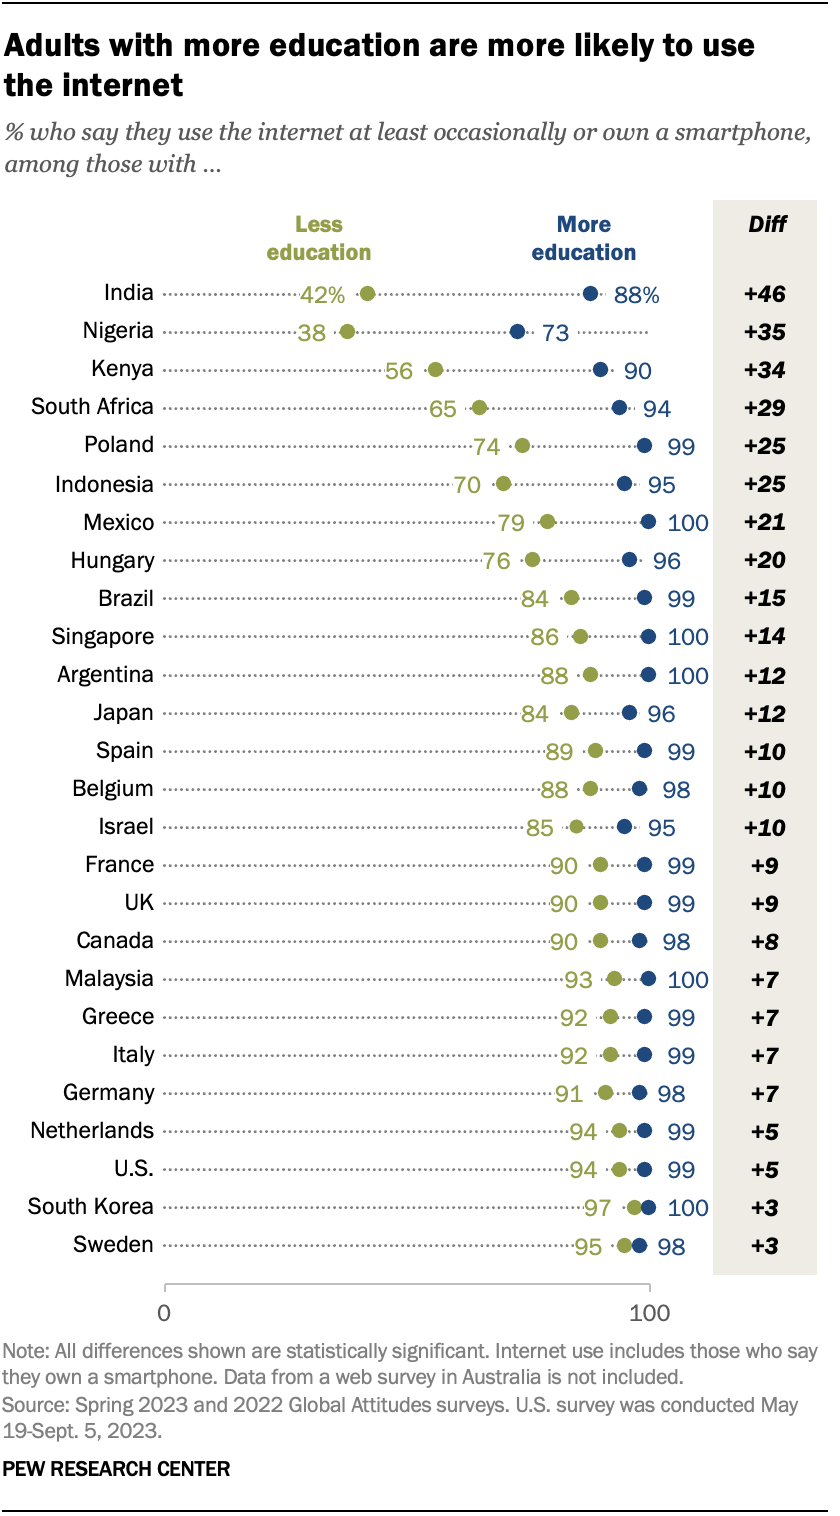 Adults with more education are more likely to use
the internet
% who say they use the internet at least occasionally or own a smartphone,
among those with ...
Less education More education Diff
India 42% 88% +46
Nigeria 38 73 +35
Kenya 56 90 +34
South Africa 65 94 +29
Poland 74 99 +25
Indonesia 70 95 +25
Mexico 79 100 +21
Hungary 76 96 +20
Brazil 84 99 +15
Singapore 86 100 +14
Argentina 88 100 +12
Japan 84 96 +12
Spain 89 99 +10
Belgium 88 98 +10
Israel 85 95 +10
France 90 99 +9
UK 90 99 +9
Canada 90 98 +8
Malaysia 93 100 +7
Greece 92 99 +7
Italy 92 99 +7
Germany 91 98 +7
Netherlands 94 99 +5
U.S. 94 99 +5
South Korea 97 100 +3
Sweden 95 98 +3
0 100
Note: All differences shown are statistically significant. Internet use includes those who say
they own a smartphone. Data from a web survey in Australia is not included.
Source: Spring 2023 and 2022 Global Attitudes surveys. U.S. survey was conducted May
19-Sept. 5, 2023.
PEW RESEARCH CENTER